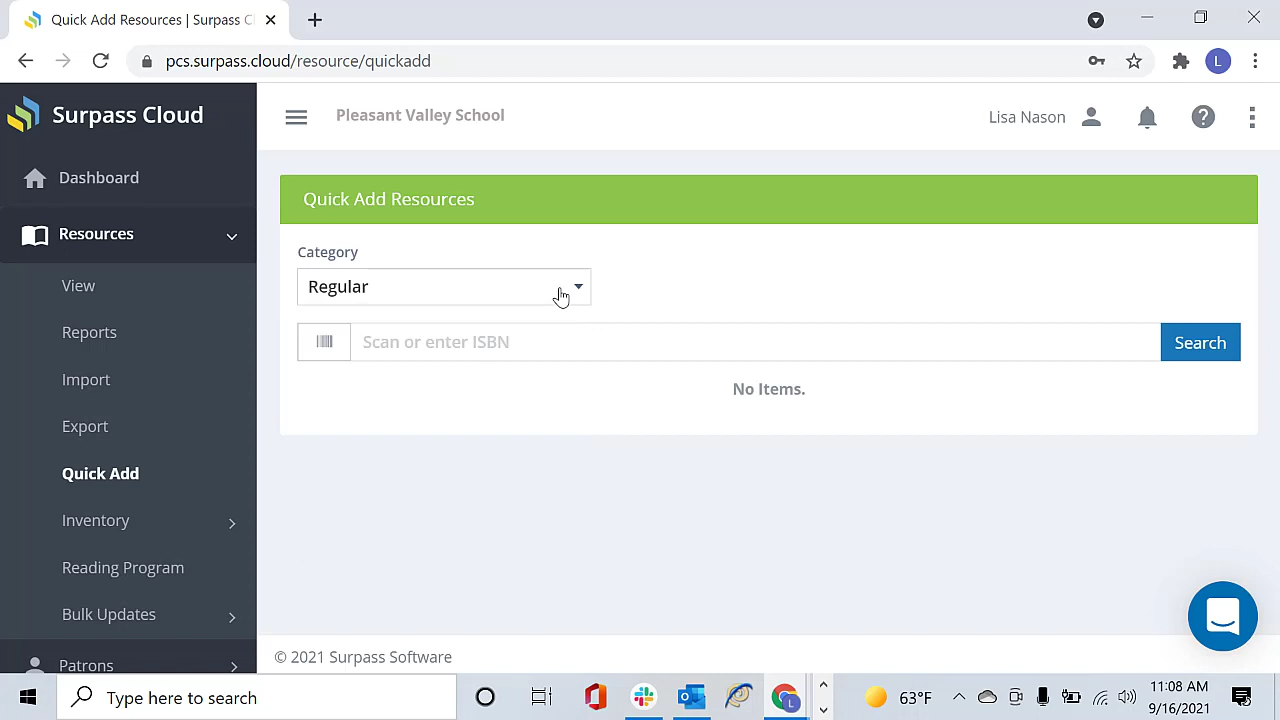 Quick Add Resources | Surpass C
pcs.surpass.cloud/resource/quickadd
L
Surpass Cloud
Pleasant Valley School
Lisa Nason
Dashboard
Resources
View
Reports
Import
Export
Quick Add
Inventory
Reading Program
Bulk Updates
Patrons
Quick Add Resources
Category
Regular
Scan or enter ISBN
Search
No Items.
© 2021 Surpass Software
Type here to search
L
63°F
11:08 AM
9/16/2021